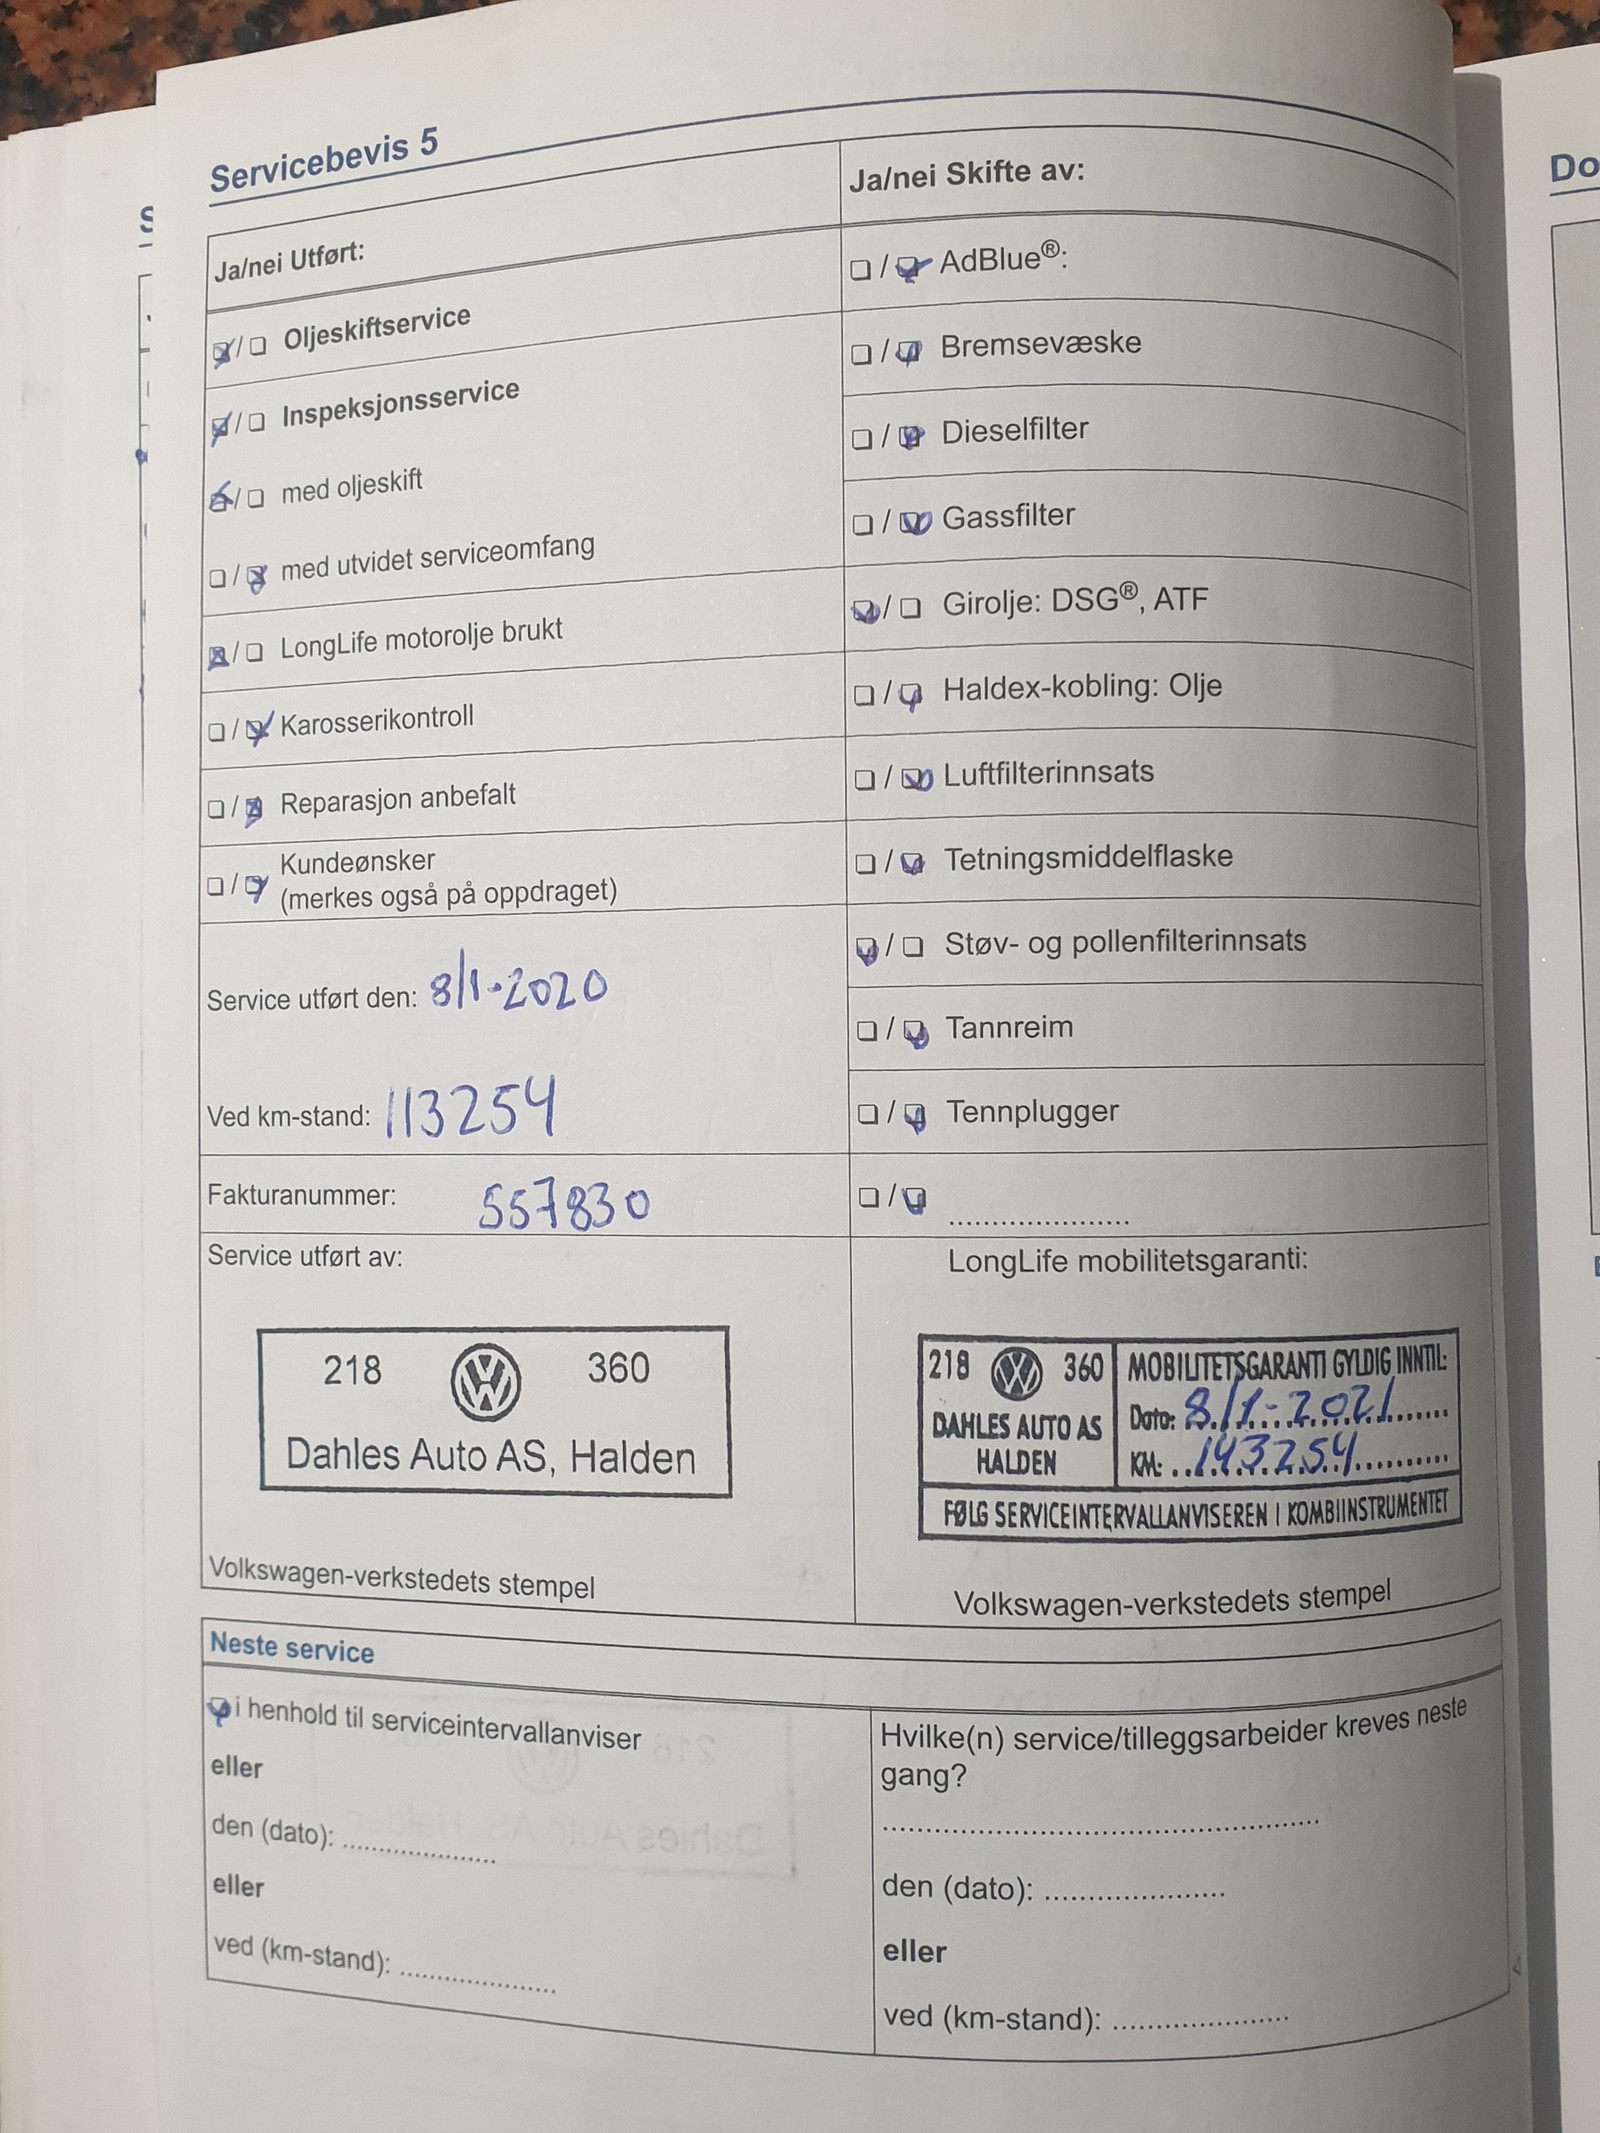 Servicebevis 5
Ja/nei Utført:
☒/☐ Oljeskiftservice
☒/☐ Inspeksjonsservice
☒/☐ med oljeskift
☐/☒ med utvidet serviceomfang
☒/☐ LongLife motorolje brukt
☐/☒ Karosserikontroll
☐/☒ Reparasjon anbefalt
☐/☒ Kundeønsker
(merkes også på oppdraget)
Service utført den: 8/1-2020
Ved km-stand: 113254
Fakturanummer: 557830
Service utført av:
218 360
Dahles Auto AS, Halden
Volkswagen-verkstedets stempel
Ja/nei Skifte av:
☐/☒ AdBlue®:
☐/☒ Bremsevæske
☐/☒ Dieselfilter
☐/☒ Gassfilter
☒/☐ Girolje: DSG®, ATF
☐/☒ Haldex-kobling: Olje
☐/☒ Luftfilterinnsats
☐/☒ Tetningsmiddelflaske
☒/☐ Støv- og pollenfilterinnsats
☐/☒ Tannreim
☐/☒ Tennplugger
☐/☒ .....................
LongLife mobilitetsgaranti:
218 360
DAHLES AUTO AS
HALDEN
MOBILITETSGARANTI GYLDIG INNTIL:
Dato: 8/1-2021
KM: 143254
FØLG SERVICEINTERVALLANVISEREN I KOMBIINSTRUMENTET
Volkswagen-verkstedets stempel
Neste service
☒ i henhold til serviceintervallanviser
eller
den (dato): .....................
eller
ved (km-stand): .....................
Hvilke(n) service/tilleggsarbeider kreves neste
gang?
..................................................
den (dato): .....................
eller
ved (km-stand): .....................
Do